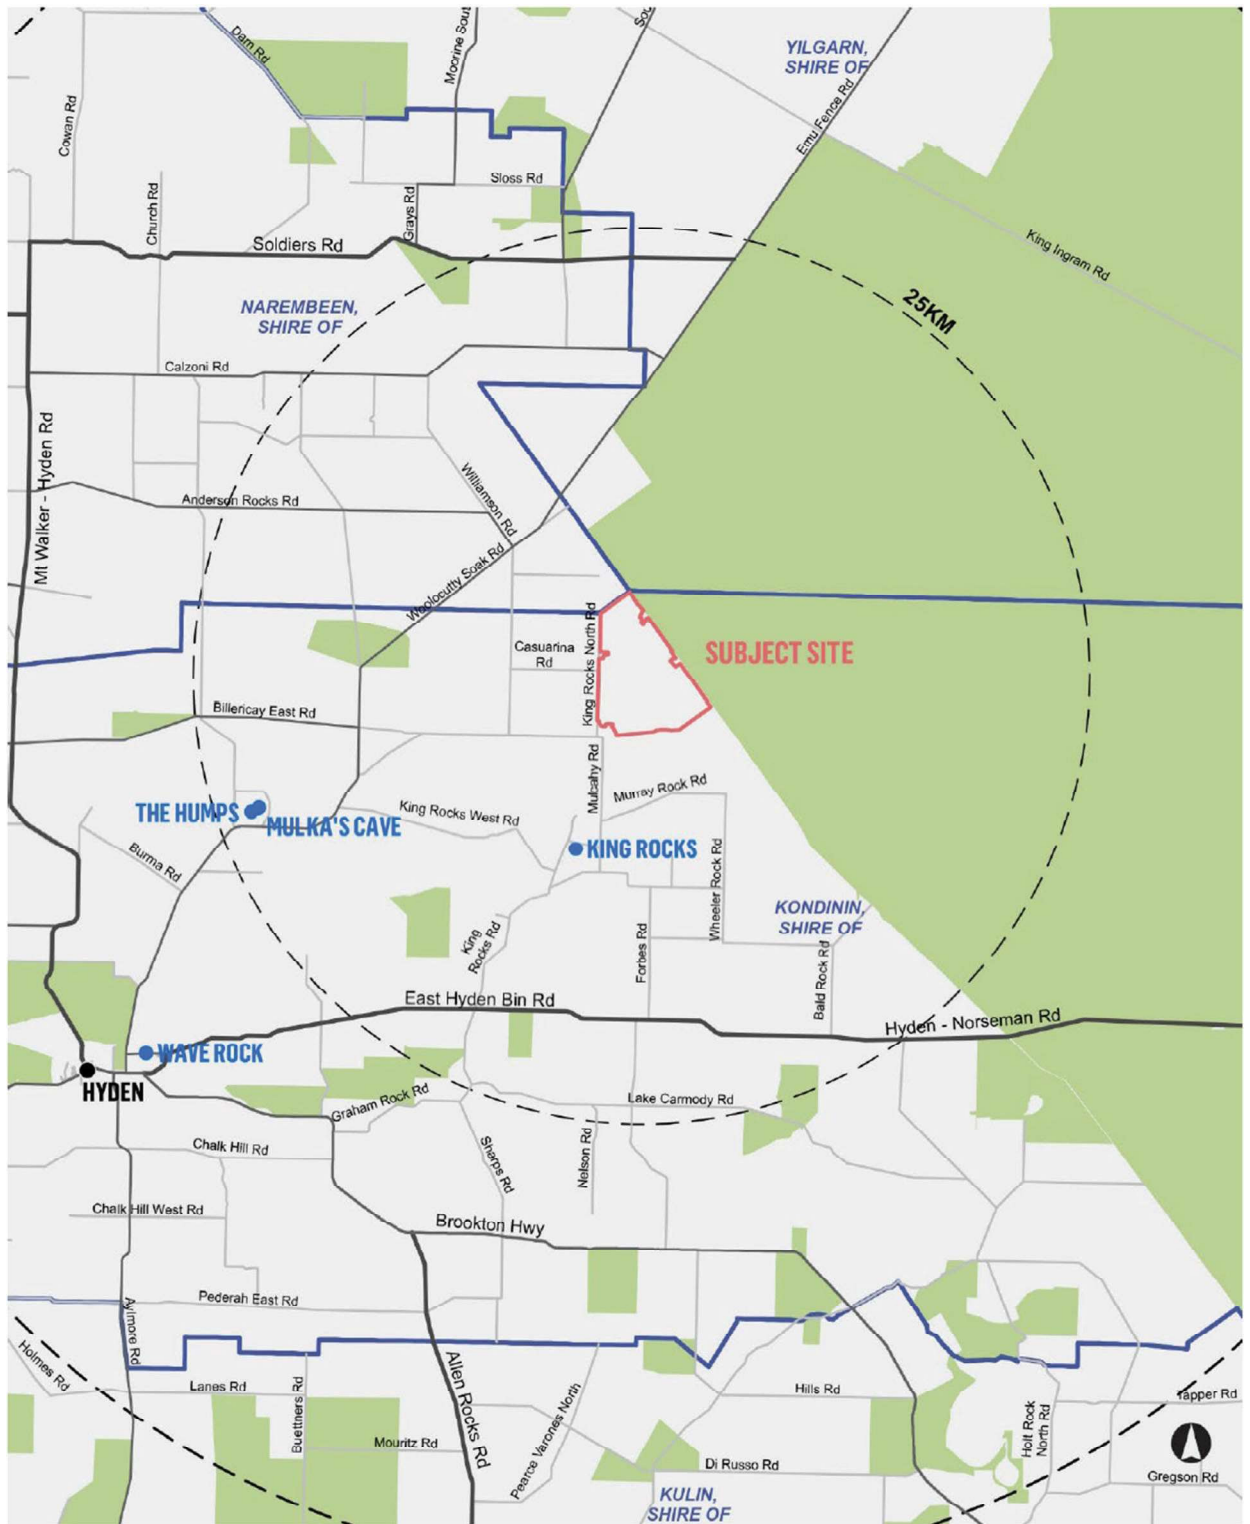 Dam Rd
Moorine Sout
Sou
YILGARN,
SHIRE OF
Cowan Rd
Emu Fence Rd
Sloss Rd
Church Rd
Grays Rd
Soldiers Rd
King Ingram Rd
NAREMBEEN,
SHIRE OF
25KM
Calzoni Rd
Mt Walker - Hyden Rd
Anderson Rocks Rd
Williamson Rd
Woolocutty Soak Rd
King Rocks North Rd
Casuarina
Rd
SUBJECT SITE
Billericay East Rd
Mulcahy Rd
Murray Rock Rd
THE HUMPS
MULKA'S CAVE
King Rocks West Rd
KING ROCKS
Burma Rd
Wheeler Rock Rd
KONDININ,
SHIRE OF
King
Rocks Rd
Forbes Rd
Bald Rock Rd
East Hyden Bin Rd
Hyden - Norseman Rd
WAVE ROCK
HYDEN
Graham Rock Rd
Lake Carmody Rd
Chalk Hill Rd
Sharps Rd
Nelson Rd
Chalk Hill West Rd
Brookton Hwy
Pederah East Rd
Aylmore Rd
Holmes Rd
Lanes Rd
Buettners Rd
Allen Rocks Rd
Pearce Varones North
Hills Rd
Tapper Rd
Holt Rock
North Rd
Mouritz Rd
Di Russo Rd
Gregson Rd
KULIN,
SHIRE OF